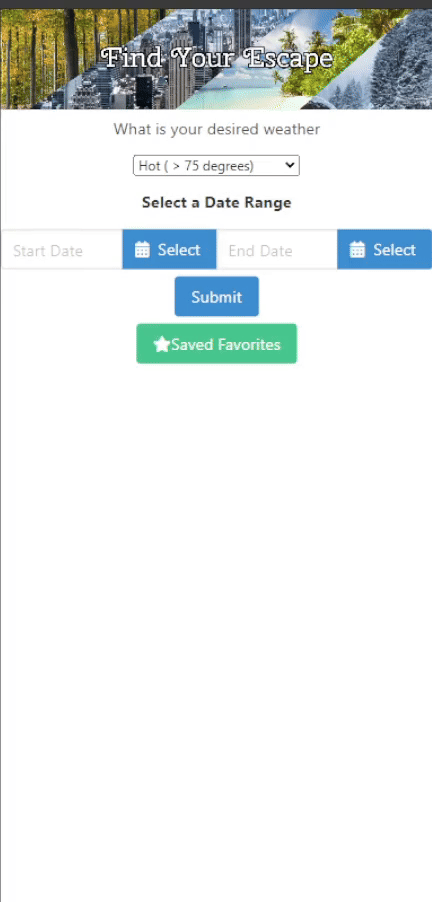 Find Your Escape
What is your desired weather
Hot ( > 75 degrees)
Select a Date Range
Start Date Select End Date Select
Submit
Saved Favorites